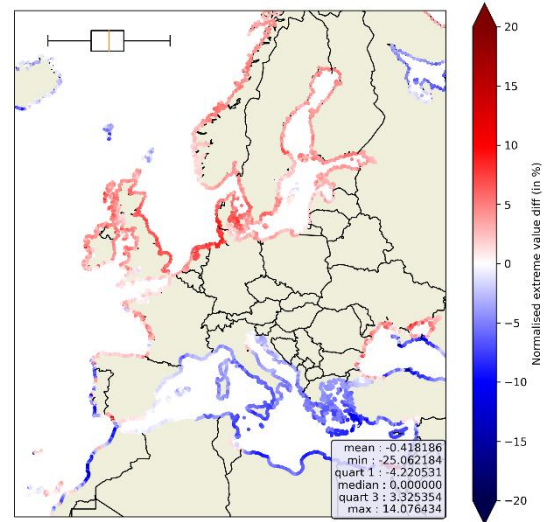 20
15
10
5
0
−5
−10
−15
−20
Normalised extreme value diff (in %)
mean : -0.418186
min : -25.062184
quart 1 : -4.220531
median : 0.000000
quart 3 : 3.325354
max : 14.076434